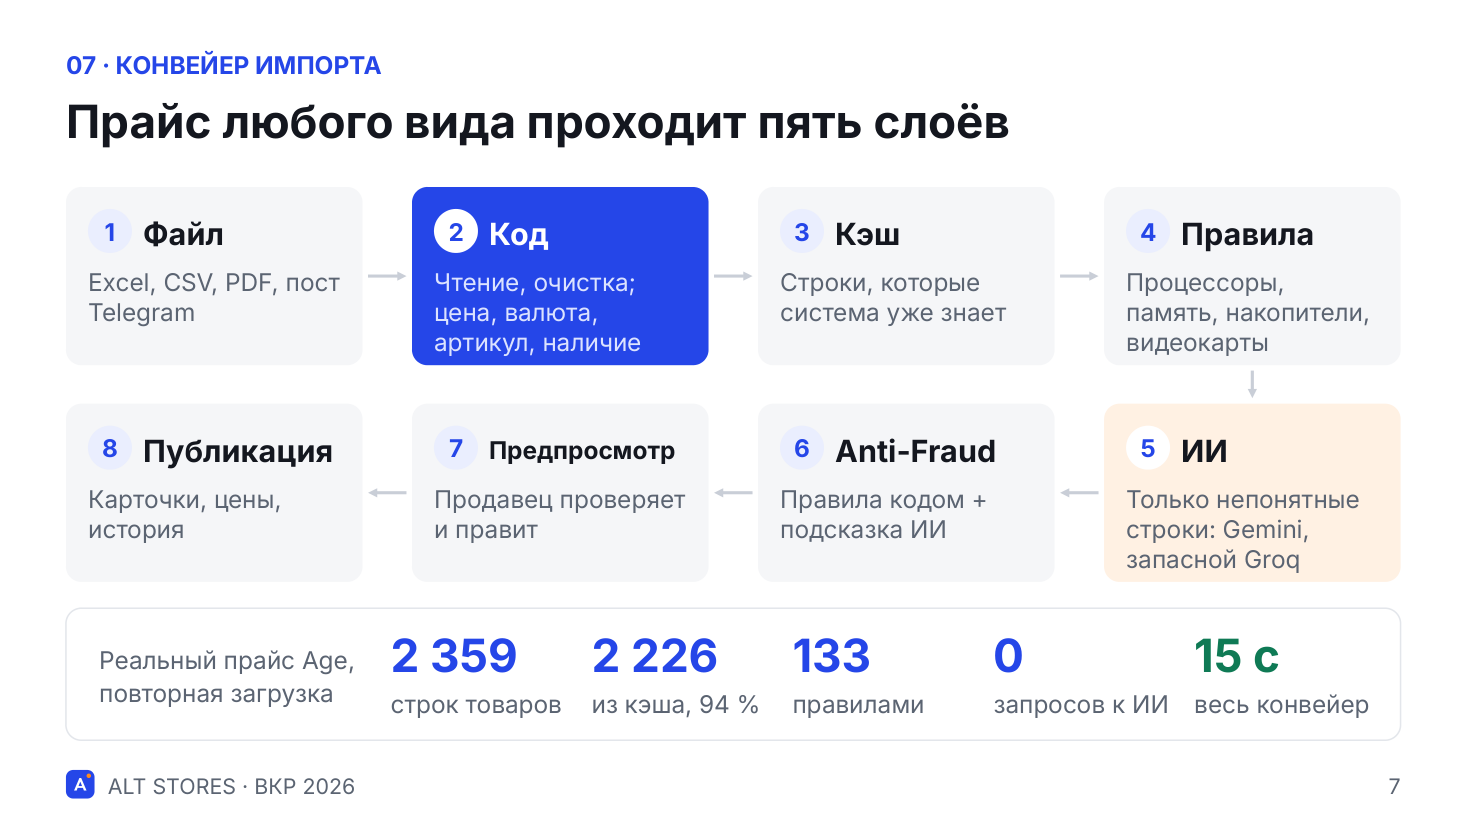 07 · КОНВЕЙЕР ИМПОРТА
Прайс любого вида проходит пять слоёв
1 Файл
Excel, CSV, PDF, пост
Telegram
2 Код
Чтение, очистка;
цена, валюта,
артикул, наличие
3 Кэш
Строки, которые
система уже знает
4 Правила
Процессоры,
память, накопители,
видеокарты
8 Публикация
Карточки, цены,
история
7 Предпросмотр
Продавец проверяет
и правит
6 Anti-Fraud
Правила кодом +
подсказка ИИ
5 ИИ
Только непонятные
строки: Gemini,
запасной Groq
Реальный прайс Age,
повторная загрузка
2 359
строк товаров
2 226
из кэша, 94 %
133
правилами
0
запросов к ИИ
15 с
весь конвейер
A ALT STORES · ВКР 2026
7